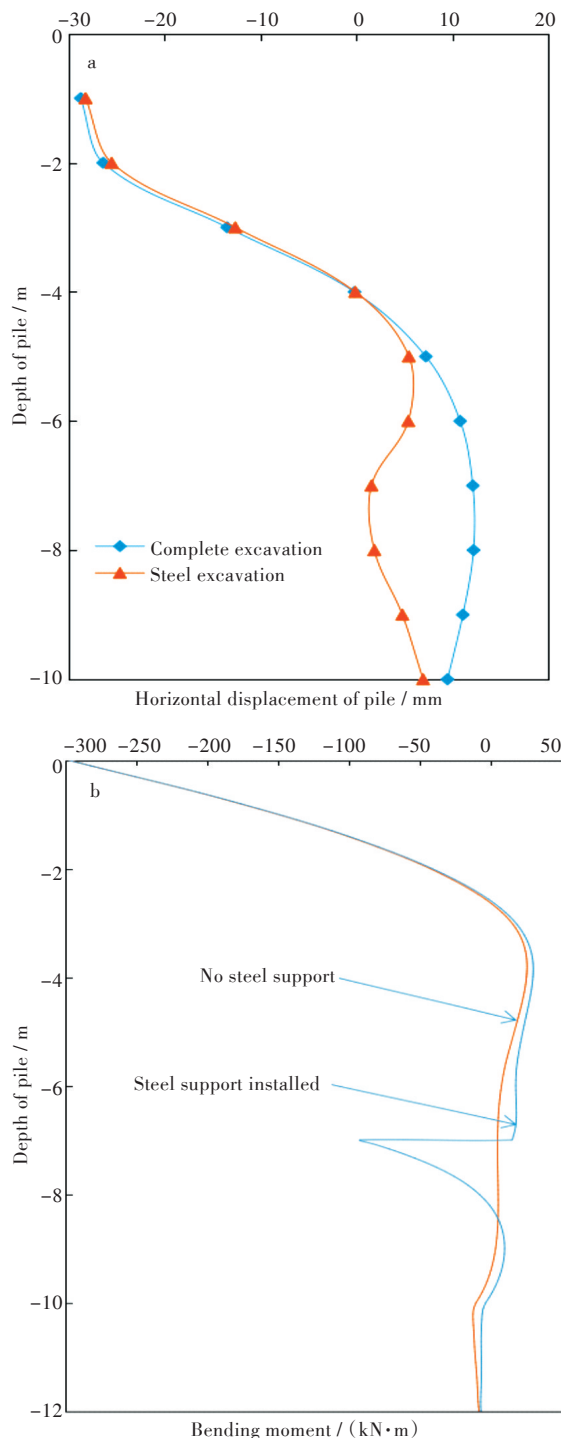 -30 -20 -10 0 10 20
0
a
-2
-4
Depth of pile / m
-6
-8
Complete excavation
Steel excavation
-10
Horizontal displacement of pile / mm
-300 -250 -200 -150 -100 -50 0 50
0
b
-2
-4
No steel support
Depth of pile / m
-6
Steel support installed
-8
-10
-12
Bending moment / (kN·m)